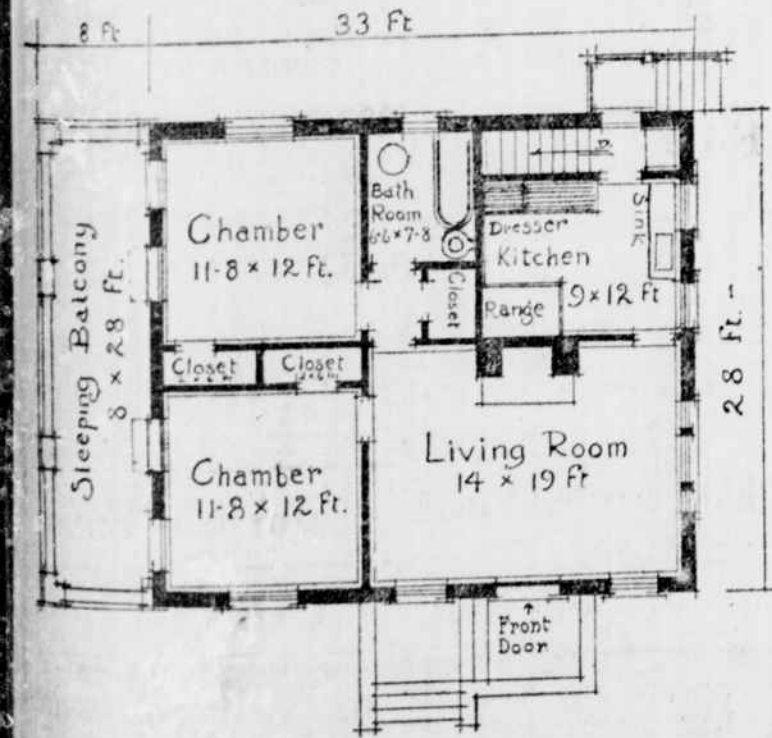 8 Ft
33 Ft
Sleeping Balcony
8 × 28 Ft.
Chamber
11-8 × 12 Ft.
Bath
Room
6-6×7-8
Dresser
Kitchen
9×12 Ft
Sink
Range
Closet
Closet
Closet
Chamber
11-8 × 12 Ft.
Living Room
14 × 19 Ft
28 Ft. -
Front
Door